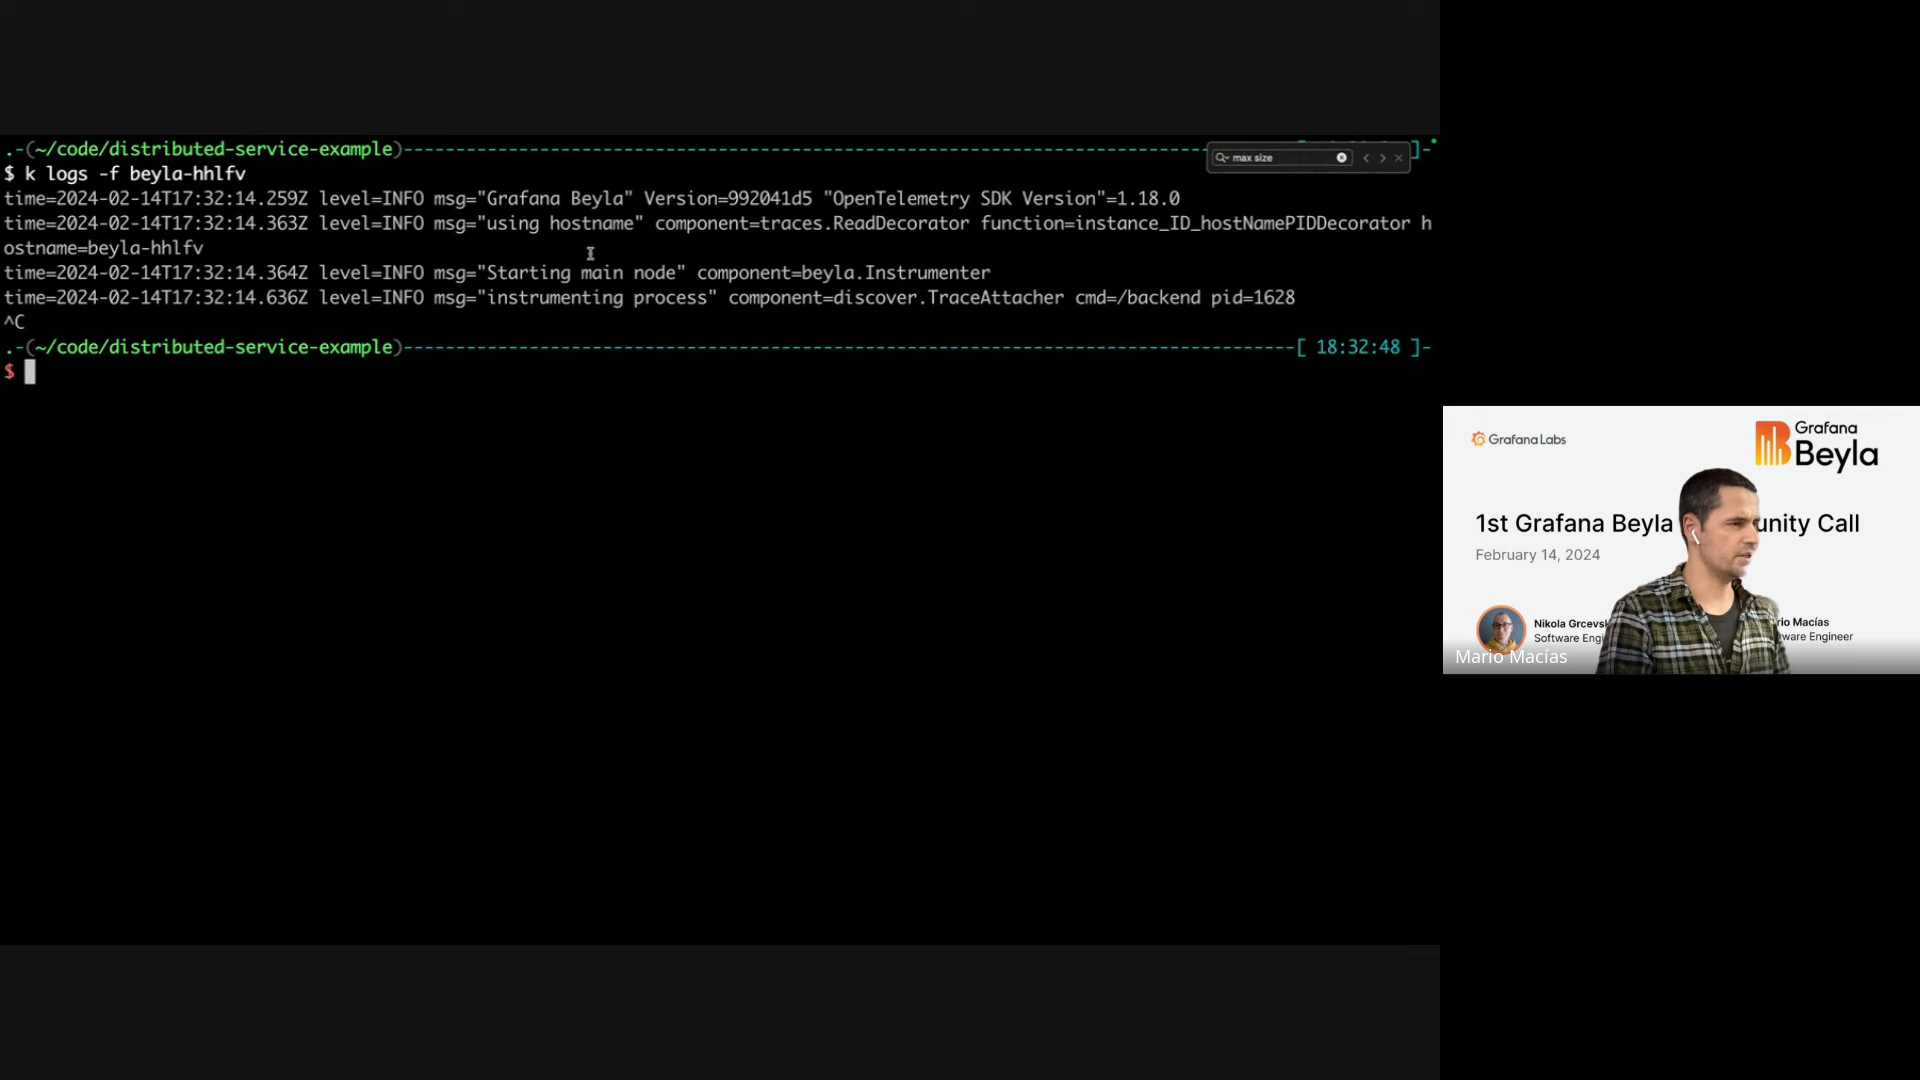 .-(~/code/distributed-service-example)--------------------------------------------------------------------------- [ ]-
max size
$ k logs -f beyla-hhlfv
time=2024-02-14T17:32:14.259Z level=INFO msg="Grafana Beyla" Version=992041d5 "OpenTelemetry SDK Version"=1.18.0
time=2024-02-14T17:32:14.363Z level=INFO msg="using hostname" component=traces.ReadDecorator function=instance_ID_hostNamePIDDecorator h
ostname=beyla-hhlfv
time=2024-02-14T17:32:14.364Z level=INFO msg="Starting main node" component=beyla.Instrumenter
time=2024-02-14T17:32:14.636Z level=INFO msg="instrumenting process" component=discover.TraceAttacher cmd=/backend pid=1628
^C
.-(~/code/distributed-service-example)-------------------------------------------------------------------------------------[ 18:32:48 ]-
$
Grafana Labs
Grafana
Beyla
1st Grafana Beyla unity Call
February 14, 2024
Nikola Grcevsk
Software Engi
rio Macías
ware Engineer
Mario Macías